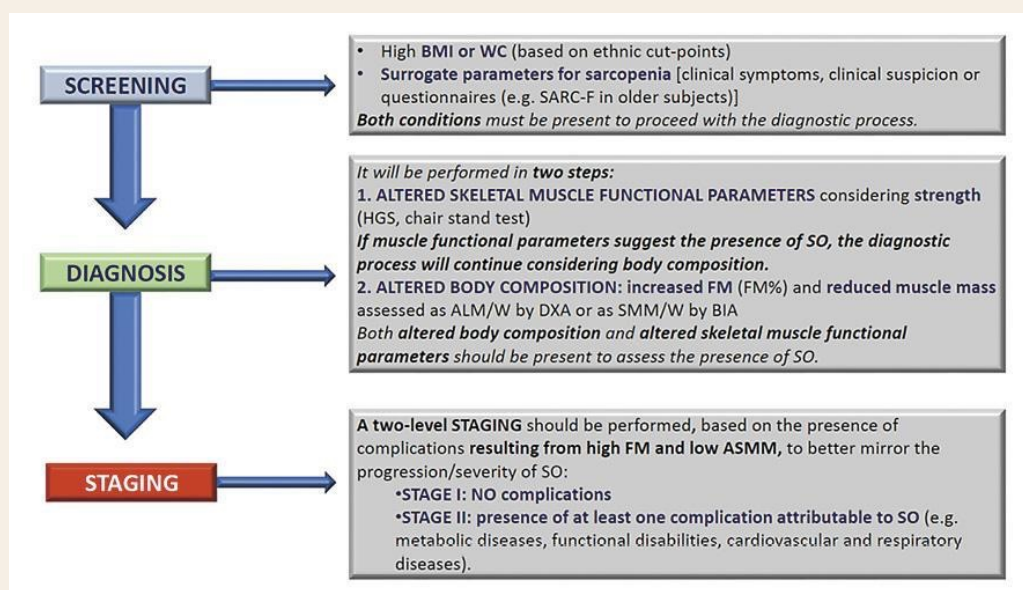 SCREENING
• High BMI or WC (based on ethnic cut-points)
• Surrogate parameters for sarcopenia [clinical symptoms, clinical suspicion or
questionnaires (e.g. SARC-F in older subjects)]
Both conditions must be present to proceed with the diagnostic process.
DIAGNOSIS
It will be performed in two steps:
1. ALTERED SKELETAL MUSCLE FUNCTIONAL PARAMETERS considering strength
(HGS, chair stand test)
If muscle functional parameters suggest the presence of SO, the diagnostic
process will continue considering body composition.
2. ALTERED BODY COMPOSITION: increased FM (FM%) and reduced muscle mass
assessed as ALM/W by DXA or as SMM/W by BIA
Both altered body composition and altered skeletal muscle functional
parameters should be present to assess the presence of SO.
STAGING
A two-level STAGING should be performed, based on the presence of
complications resulting from high FM and low ASMM, to better mirror the
progression/severity of SO:
•STAGE I: NO complications
•STAGE II: presence of at least one complication attributable to SO (e.g.
metabolic diseases, functional disabilities, cardiovascular and respiratory
diseases).